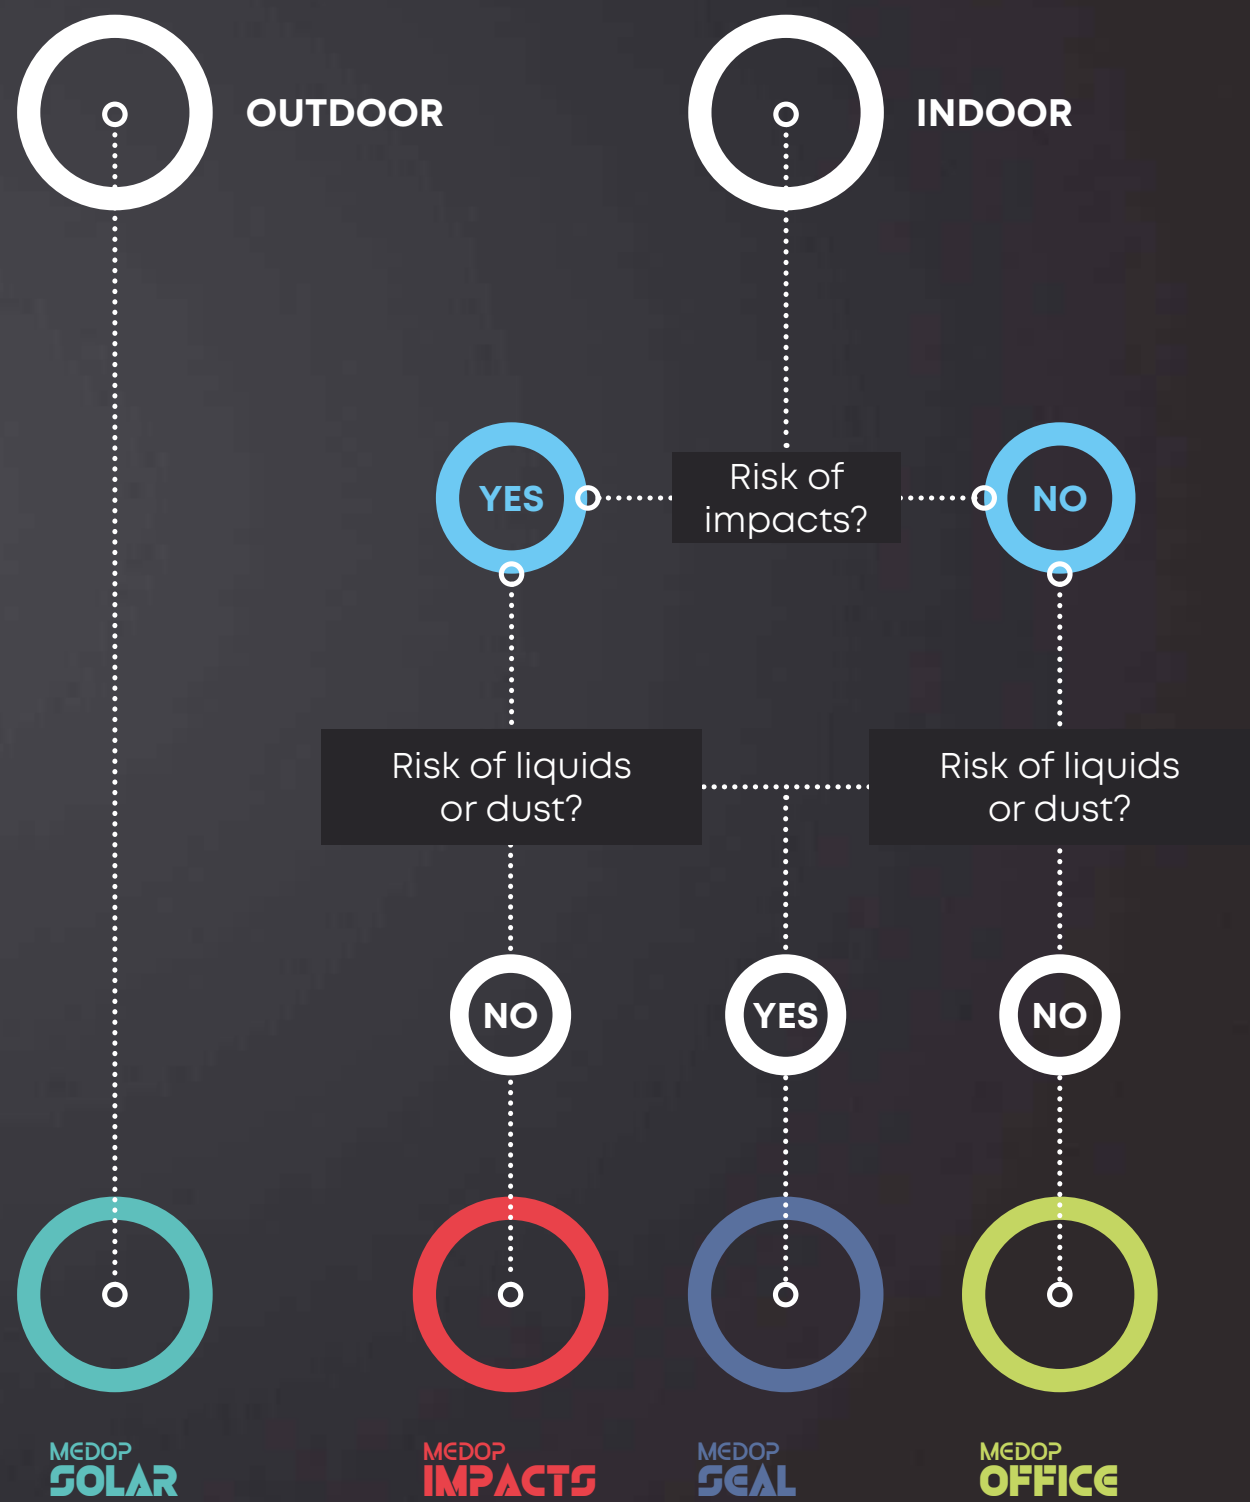 OUTDOOR
INDOOR
YES
Risk of
impacts?
NO
Risk of liquids
or dust?
Risk of liquids
or dust?
NO
YES
NO
MEDOP
SOLAR
MEDOP
IMPACTS
MEDOP
SEAL
MEDOP
OFFICE